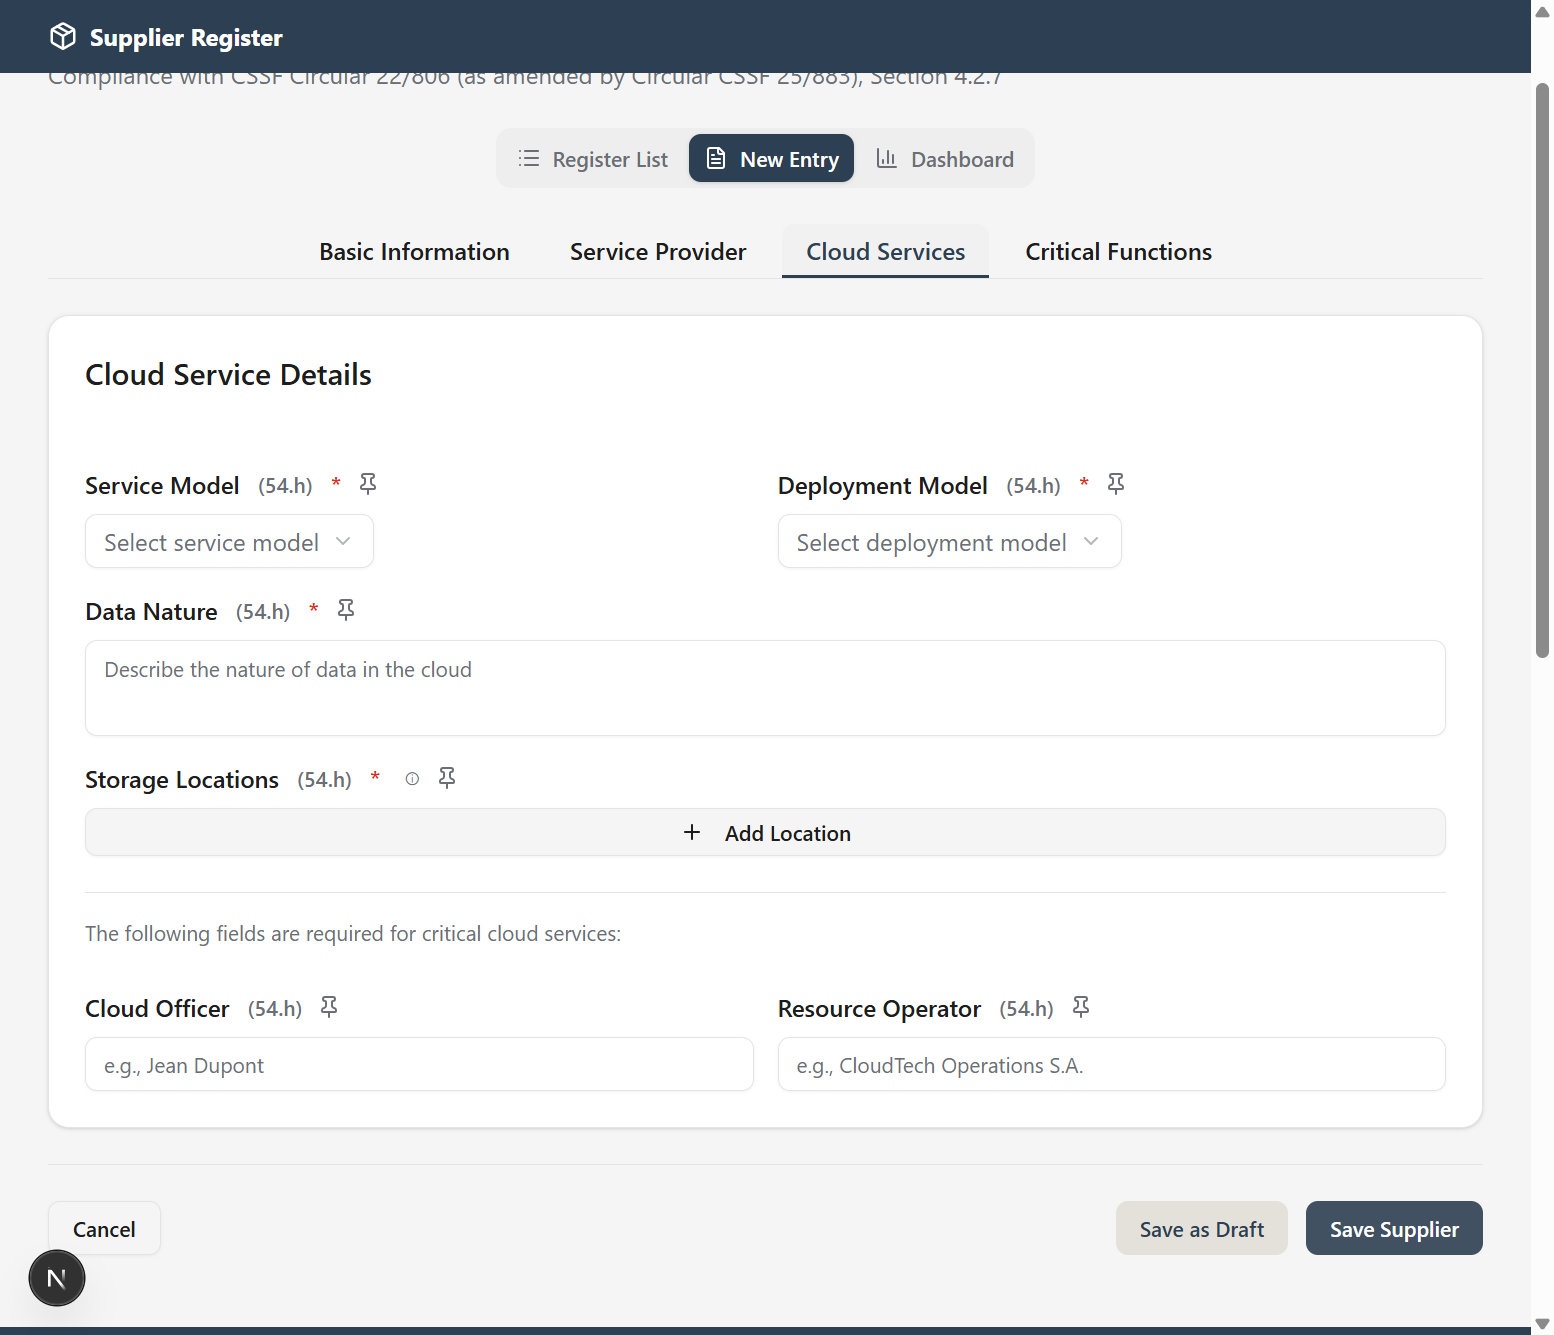 Supplier Register
Compliance with CSSF Circular 22/806 (as amended by Circular CSSF 25/883), Section 4.2.7
Register List
New Entry
Dashboard
Basic Information
Service Provider
Cloud Services
Critical Functions
Cloud Service Details
Service Model (54.h) *
Deployment Model (54.h) *
Select service model
Select deployment model
Data Nature (54.h) *
Describe the nature of data in the cloud
Storage Locations (54.h) *
+ Add Location
The following fields are required for critical cloud services:
Cloud Officer (54.h)
Resource Operator (54.h)
e.g., Jean Dupont
e.g., CloudTech Operations S.A.
Cancel
Save as Draft
Save Supplier
N